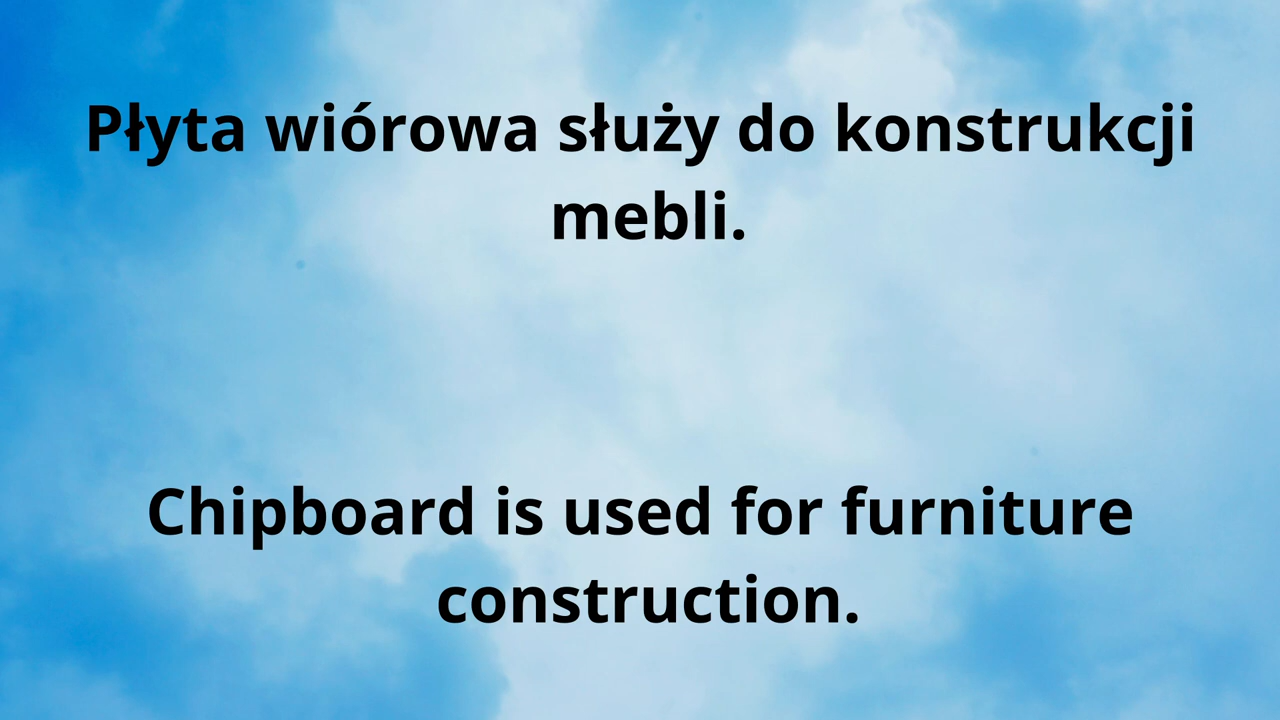 Płyta wiórowa służy do konstrukcji
mebli.
Chipboard is used for furniture
construction.